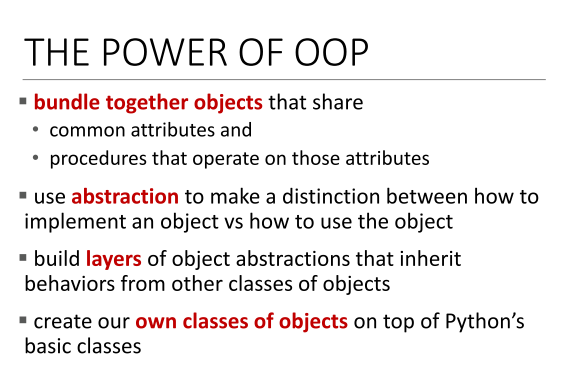 THE POWER OF OOP
▪ bundle together objects that share
• common attributes and
• procedures that operate on those attributes
▪ use abstraction to make a distinction between how to
implement an object vs how to use the object
▪ build layers of object abstractions that inherit
behaviors from other classes of objects
▪ create our own classes of objects on top of Python’s
basic classes